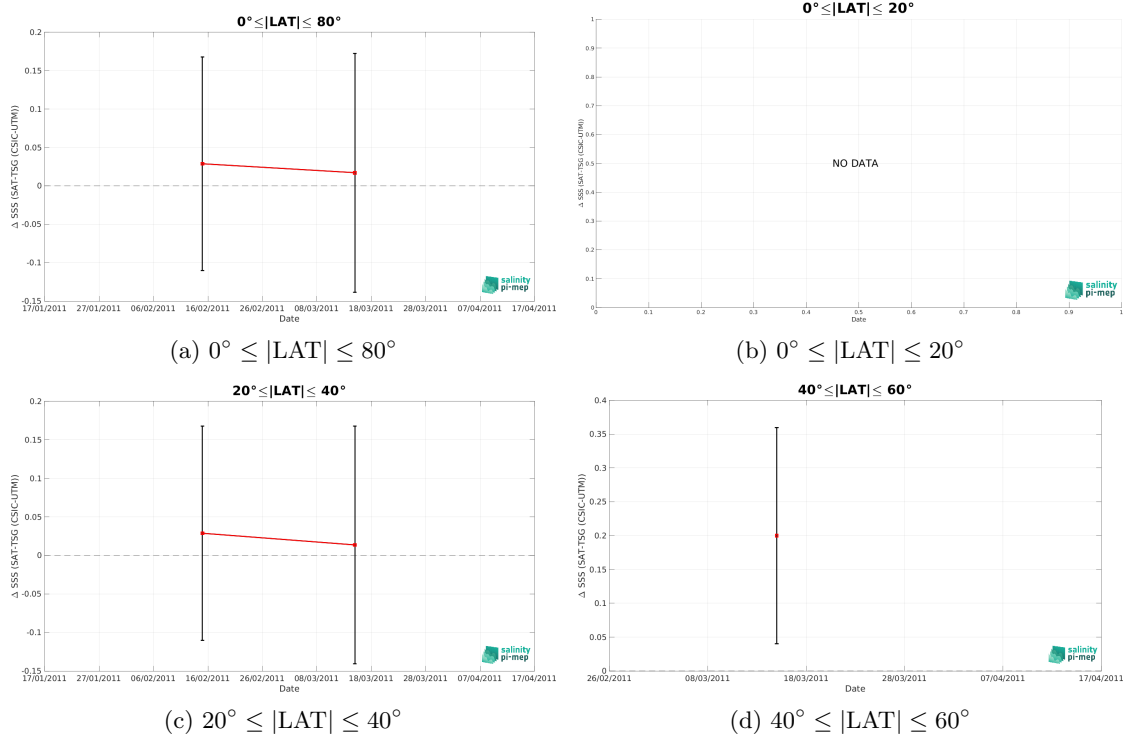 0°≤|LAT|≤ 80°
0.2
0.15
0.1
0.05
0
-0.05
-0.1
-0.15
Δ SSS (SAT-TSG (CSIC-UTM))
17/01/2011 27/01/2011 06/02/2011 16/02/2011 26/02/2011 08/03/2011 18/03/2011 28/03/2011 07/04/2011 17/04/2011
Date
salinity
pi-mep
(a) 0° ≤ |LAT| ≤ 80°
0°≤|LAT|≤ 20°
1
0.9
0.8
0.7
0.6
0.5
0.4
0.3
0.2
0.1
0
Δ SSS (SAT-TSG (CSIC-UTM))
NO DATA
0 0.1 0.2 0.3 0.4 0.5 0.6 0.7 0.8 0.9 1
Date
salinity
pi-mep
(b) 0° ≤ |LAT| ≤ 20°
20°≤|LAT|≤ 40°
0.2
0.15
0.1
0.05
0
-0.05
-0.1
-0.15
Δ SSS (SAT-TSG (CSIC-UTM))
17/01/2011 27/01/2011 06/02/2011 16/02/2011 26/02/2011 08/03/2011 18/03/2011 28/03/2011 07/04/2011 17/04/2011
Date
salinity
pi-mep
(c) 20° ≤ |LAT| ≤ 40°
40°≤|LAT|≤ 60°
0.4
0.35
0.3
0.25
0.2
0.15
0.1
0.05
0
Δ SSS (SAT-TSG (CSIC-UTM))
26/02/2011 08/03/2011 18/03/2011 28/03/2011 07/04/2011 17/04/2011
Date
salinity
pi-mep
(d) 40° ≤ |LAT| ≤ 60°